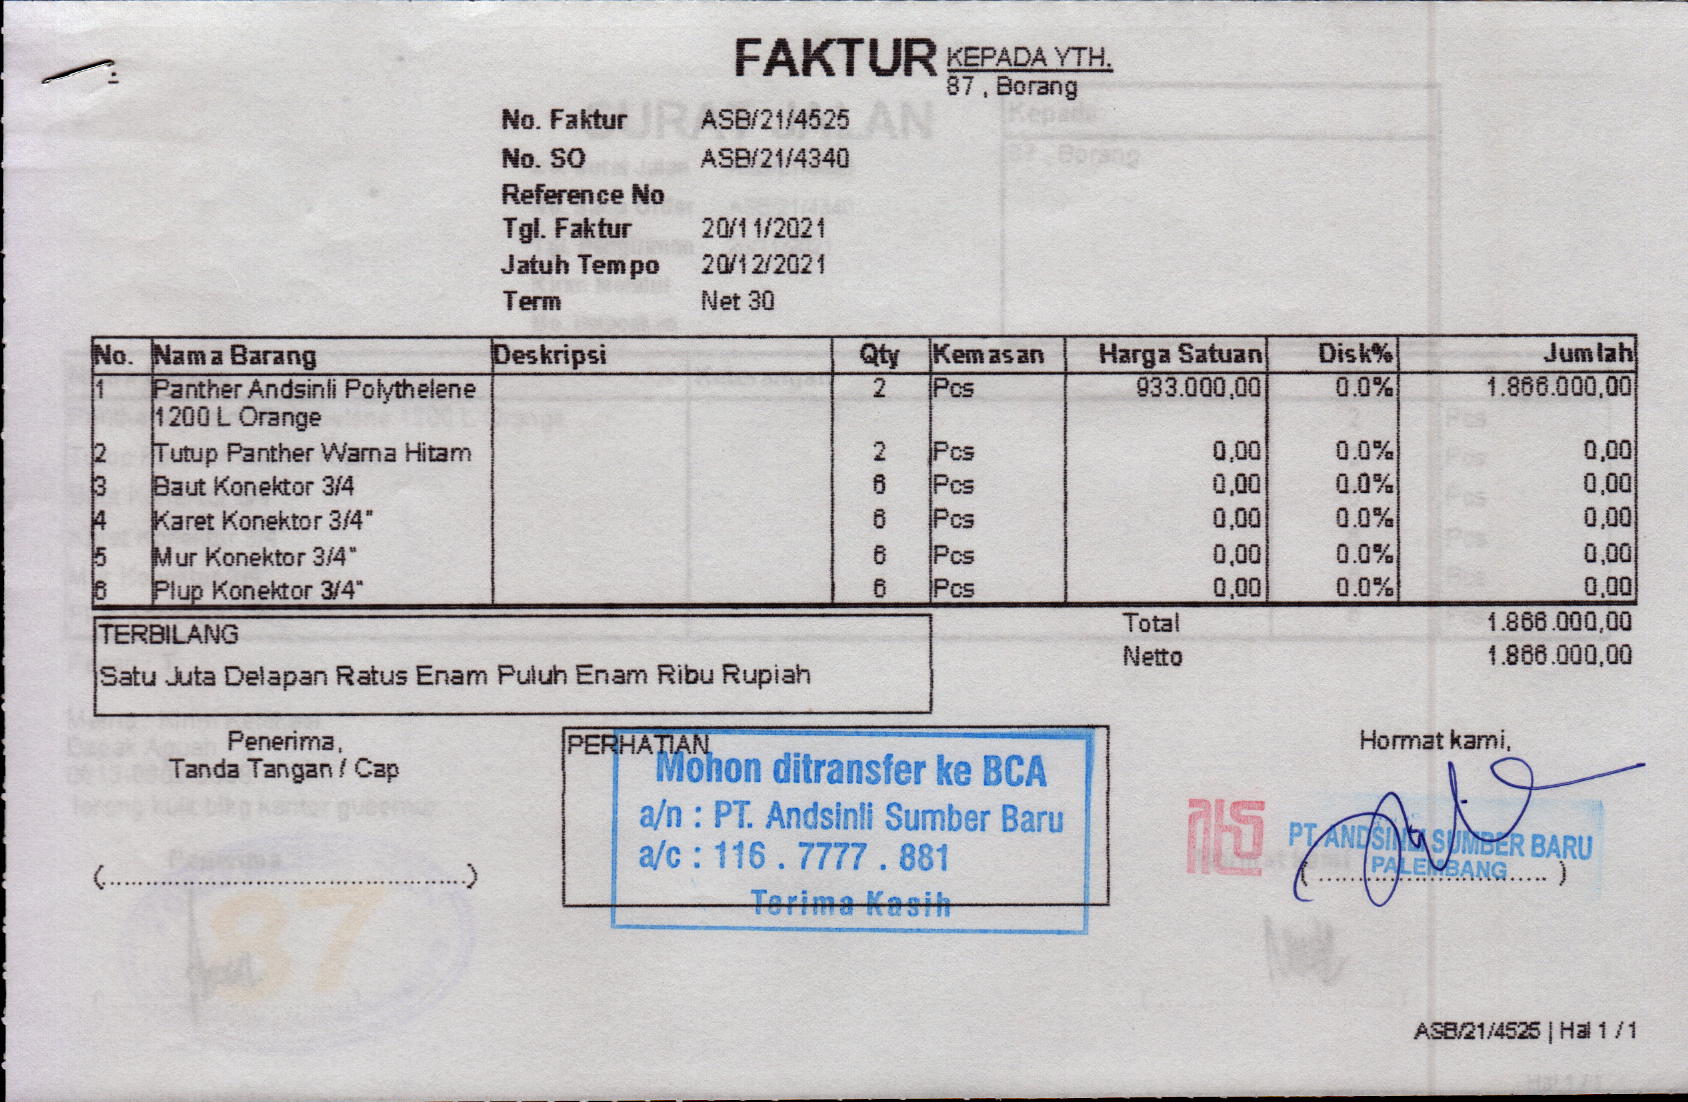 FAKTUR
KEPADA YTH.
87 , Borang
No. Faktur ASB/21/4525
No. SO ASB/21/4340
Reference No
Tgl. Faktur 20/11/2021
Jatuh Tempo 20/12/2021
Term Net 30
No. Nama Barang Deskripsi Qty Kemasan Harga Satuan Disk% Jumlah
1 Panther Andsinli Polythelene 2 Pcs 933.000,00 0.0% 1.866.000,00
1200 L Orange
2 Tutup Panther Warna Hitam 2 Pcs 0,00 0.0% 0,00
3 Baut Konektor 3/4 6 Pcs 0,00 0.0% 0,00
4 Karet Konektor 3/4" 6 Pcs 0,00 0.0% 0,00
5 Mur Konektor 3/4" 6 Pcs 0,00 0.0% 0,00
6 Plup Konektor 3/4" 6 Pcs 0,00 0.0% 0,00
TERBILANG
Satu Juta Delapan Ratus Enam Puluh Enam Ribu Rupiah
Total 1.866.000,00
Netto 1.866.000,00
Penerima,
Tanda Tangan / Cap
(................................................)
PERHATIAN
Mohon ditransfer ke BCA
a/n : PT. Andsinli Sumber Baru
a/c : 116 . 7777 . 881
Terima Kasih
Hormat kami,
PT. ANDSINLI SUMBER BARU
PALEMBANG
(................................)
ASB/21/4525 | Hal 1 / 1